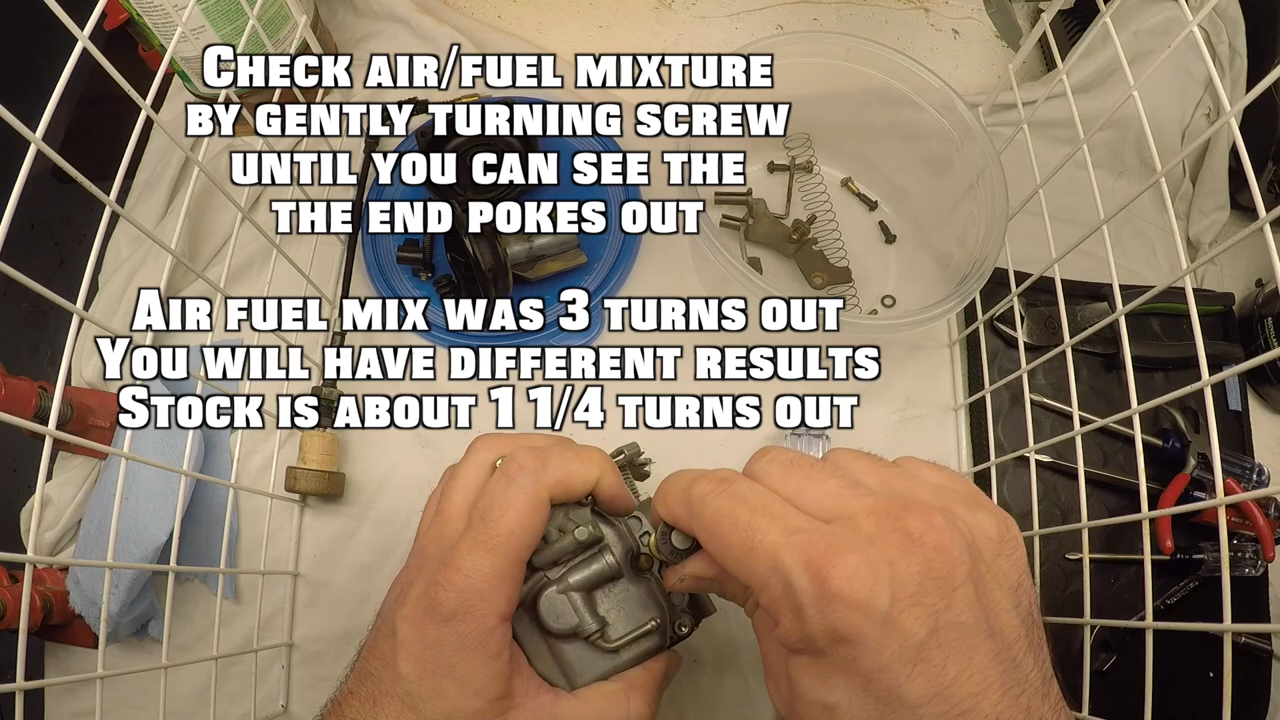 Check air/fuel mixture
by gently turning screw
until you can see the
the end pokes out
Air fuel mix was 3 turns out
You will have different results
Stock is about 1 1/4 turns out